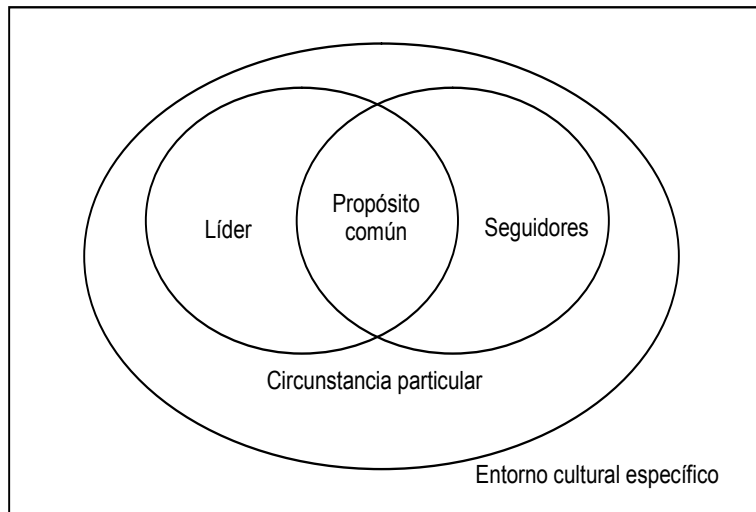 Líder
Propósito
común
Seguidores
Circunstancia particular
Entorno cultural específico